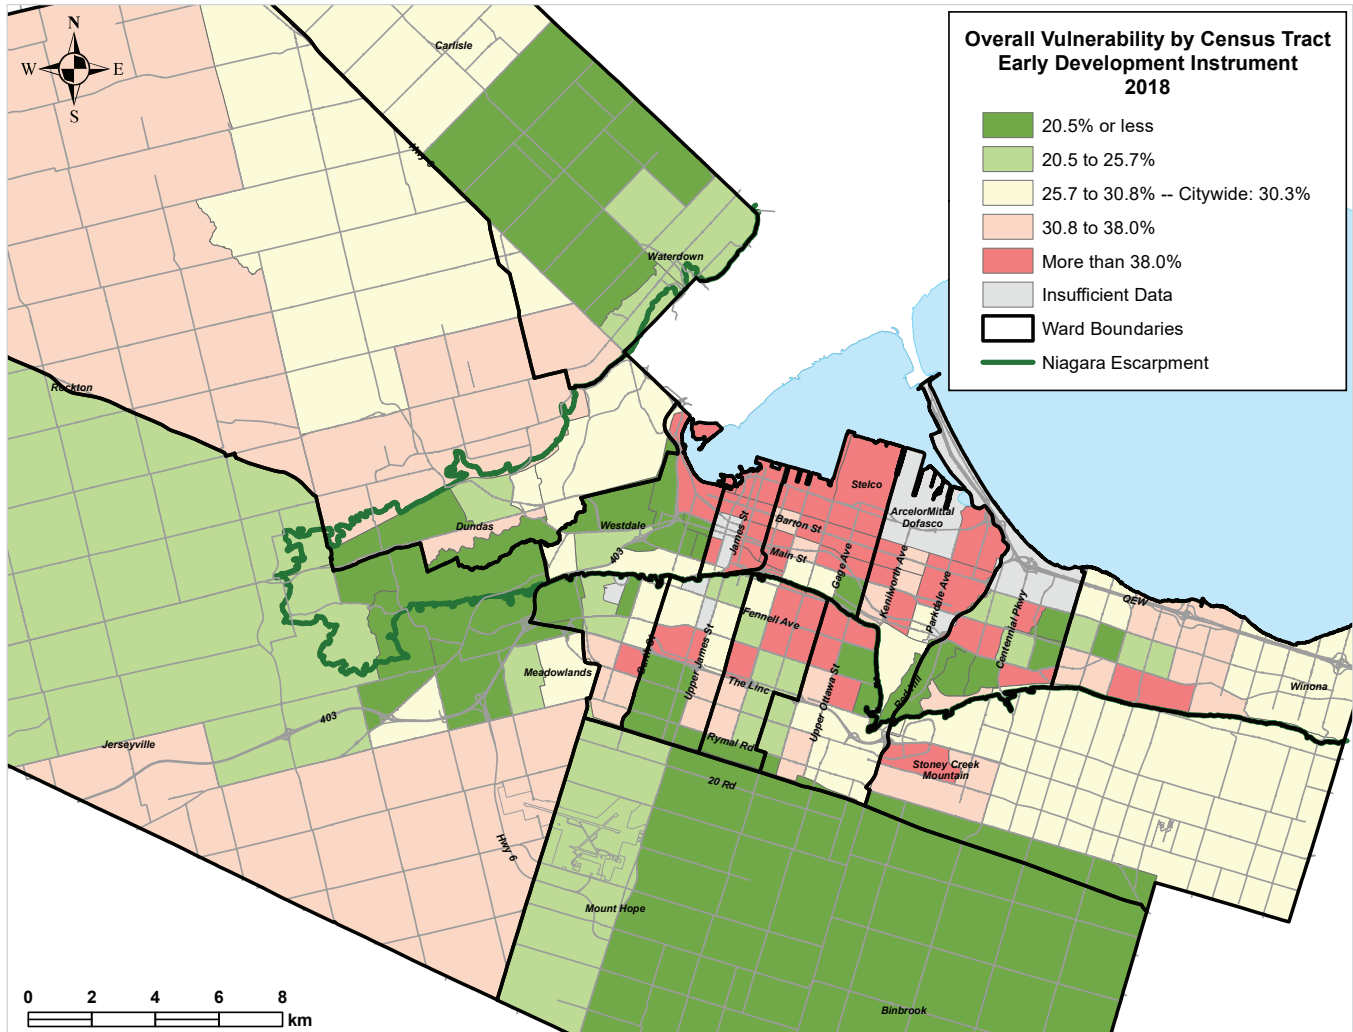 N
W
E
S
Overall Vulnerability by Census Tract
Early Development Instrument
2018
20.5% or less
20.5 to 25.7%
25.7 to 30.8% -- Citywide: 30.3%
30.8 to 38.0%
More than 38.0%
Insufficient Data
Ward Boundaries
Niagara Escarpment
Carlisle
Waterdown
Rockton
Stelco
ArcelorMittal
Dofasco
Dundas
Westdale
403
James St
Barton St
Main St
Gage Ave
Kenilworth Ave
Parkdale Ave
Centennial Pkwy
QEW
Fennell Ave
Upper James St
Meadowlands
The Linc
Upper Ottawa St
Red Hill
Winona
403
Jerseyville
Rymal Rd
Stoney Creek
Mountain
20 Rd
Hwy 6
Mount Hope
Binbrook
0 2 4 6 8
km